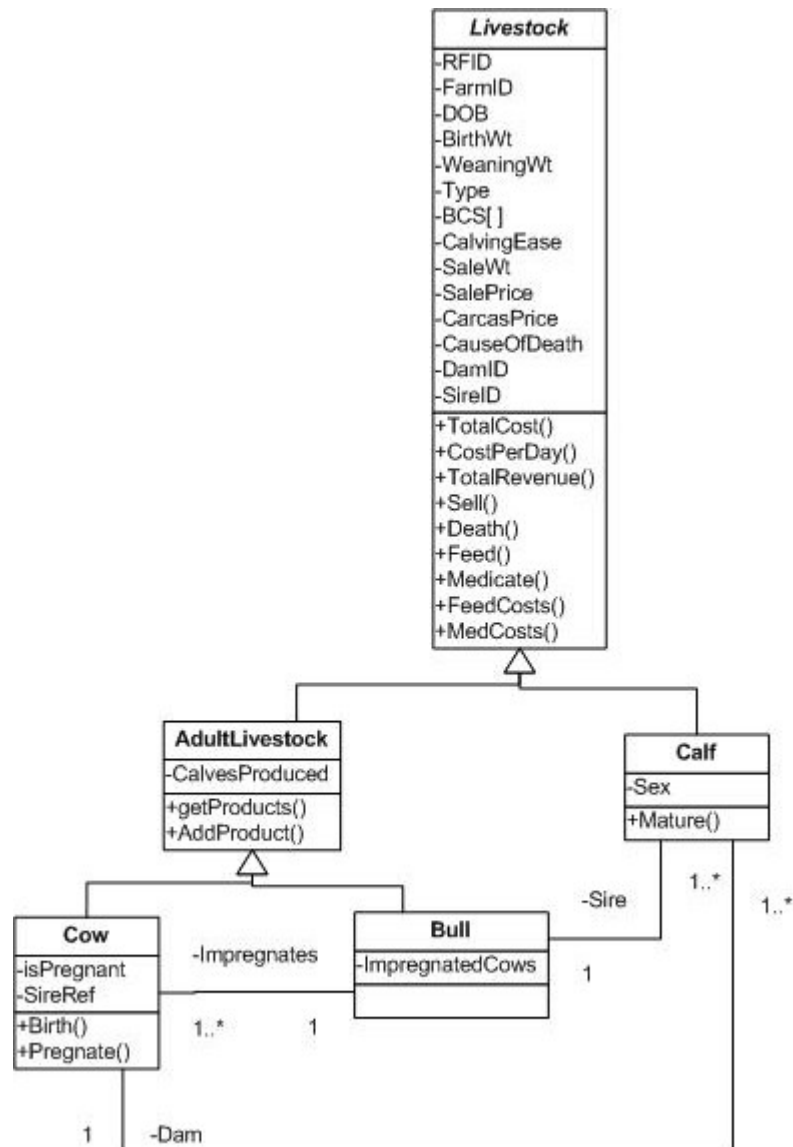 Livestock
-RFID
-FarmID
-DOB
-BirthWt
-WeaningWt
-Type
-BCS[ ]
-CalvingEase
-SaleWt
-SalePrice
-CarcasPrice
-CauseOfDeath
-DamID
-SireID
+TotalCost()
+CostPerDay()
+TotalRevenue()
+Sell()
+Death()
+Feed()
+Medicate()
+FeedCosts()
+MedCosts()
AdultLivestock
-CalvesProduced
+getProducts()
+AddProduct()
Calf
-Sex
+Mature()
Cow
-isPregnant
-SireRef
+Birth()
+Pregnate()
-Impregnates
1..*
1
Bull
-ImpregnatedCows
-Sire
1
1..*
1..*
1
-Dam